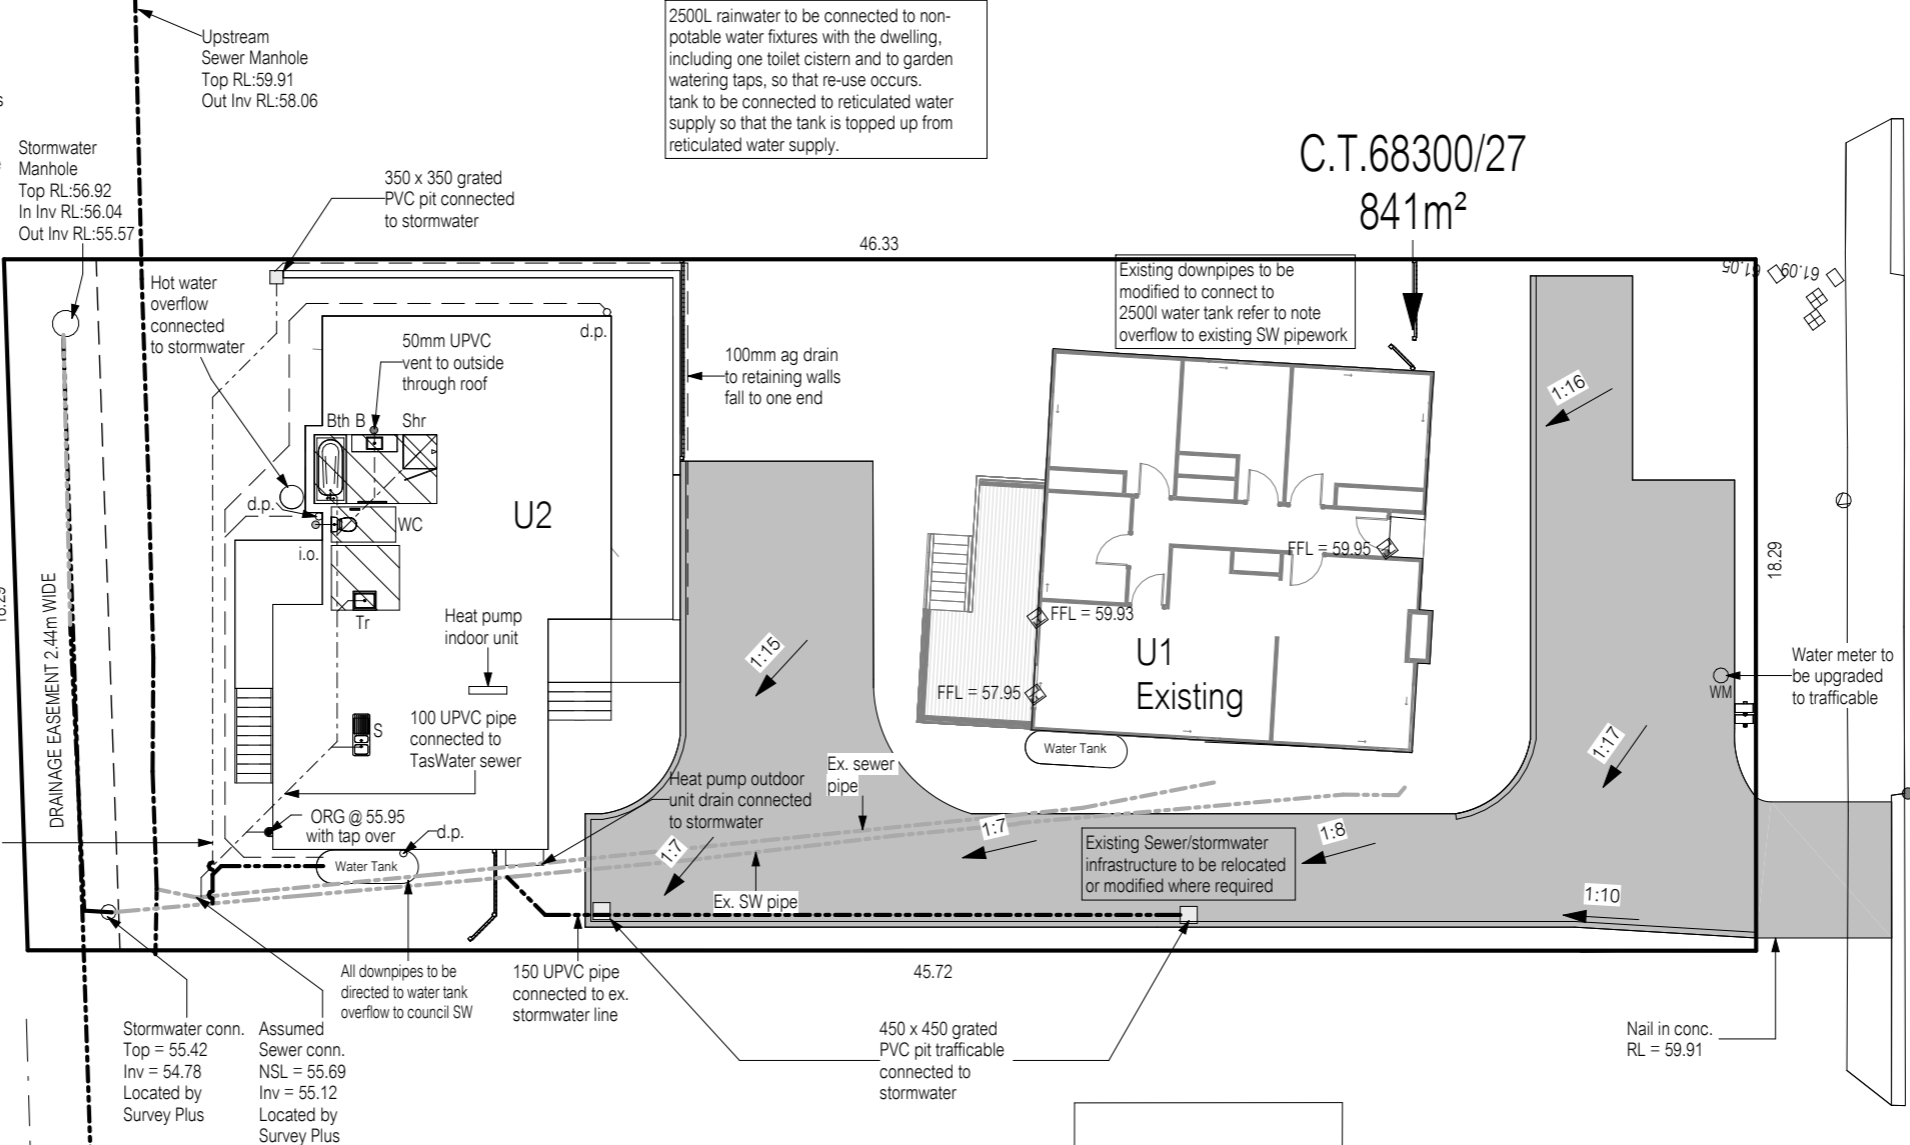 2500L rainwater to be connected to non-
potable water fixtures with the dwelling,
including one toilet cistern and to garden
watering taps, so that re-use occurs.
tank to be connected to reticulated water
supply so that the tank is topped up from
reticulated water supply.
Upstream
Sewer Manhole
Top RL:59.91
Out Inv RL:58.06
s
Stormwater
Manhole
Top RL:56.92
In Inv RL:56.04
Out Inv RL:55.57
350 x 350 grated
PVC pit connected
to stormwater
C.T.68300/27
841m²
46.33
Hot water
overflow
connected
to stormwater
Existing downpipes to be
modified to connect to
2500l water tank refer to note
overflow to existing SW pipework
61.05
61.09
d.p.
50mm UPVC
vent to outside
through roof
100mm ag drain
to retaining walls
fall to one end
1:16
Bth B
Shr
d.p.
WC
U2
i.o.
Tr
DRAINAGE EASEMENT 2.44m WIDE
18.29
FFL = 59.95
FFL = 59.93
FFL = 57.95
U1
Existing
Heat pump
indoor unit
1:15
Water meter to
be upgraded
to trafficable
WM
1:17
S
100 UPVC pipe
connected to
TasWater sewer
Water Tank
Ex. sewer
pipe
Heat pump outdoor
unit drain connected
to stormwater
ORG @ 55.95
with tap over
d.p.
Water Tank
1:7
1:7
1:8
Existing Sewer/stormwater
infrastructure to be relocated
or modified where required
Ex. SW pipe
1:10
45.72
All downpipes to be
directed to water tank
overflow to council SW
150 UPVC pipe
connected to ex.
stormwater line
Stormwater conn.
Top = 55.42
Inv = 54.78
Located by
Survey Plus
Assumed
Sewer conn.
NSL = 55.69
Inv = 55.12
Located by
Survey Plus
450 x 450 grated
PVC pit trafficable
connected to
stormwater
Nail in conc.
RL = 59.91